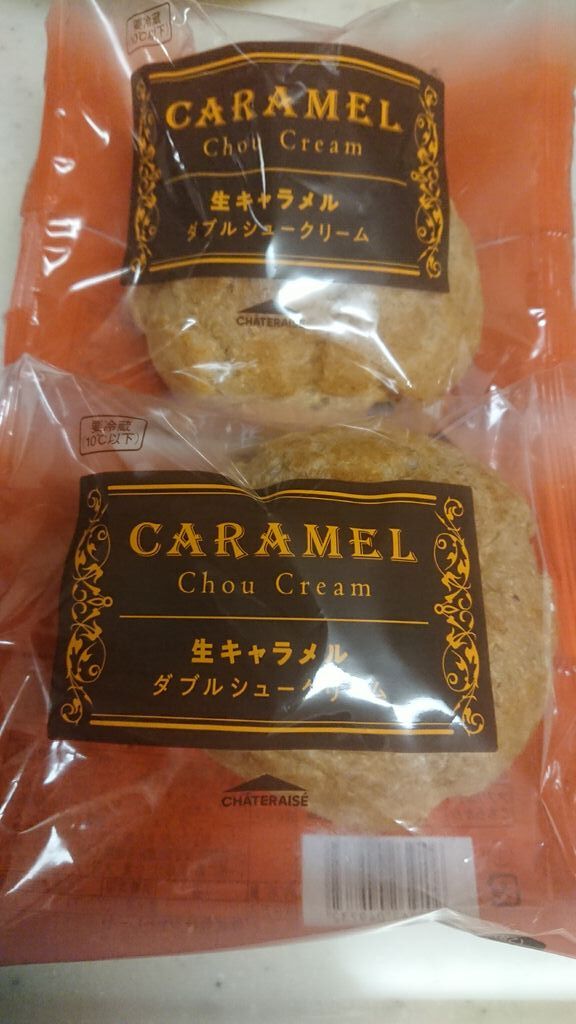 要冷蔵
10℃以下
CARAMEL
Chou Cream
生キャラメル
ダブルシュークリーム
CHÂTERAISÉ
要冷蔵
10℃以下
CARAMEL
Chou Cream
生キャラメル
ダブルシュークリーム
CHÂTERAISÉ